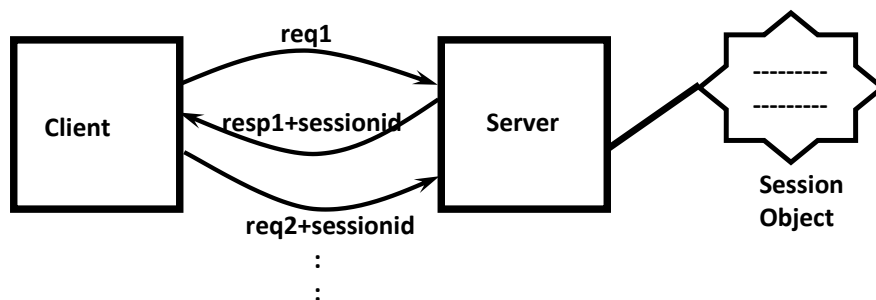 req1
Client
resp1+sessionid
Server
---------
---------
Session
Object
req2+sessionid
:
: